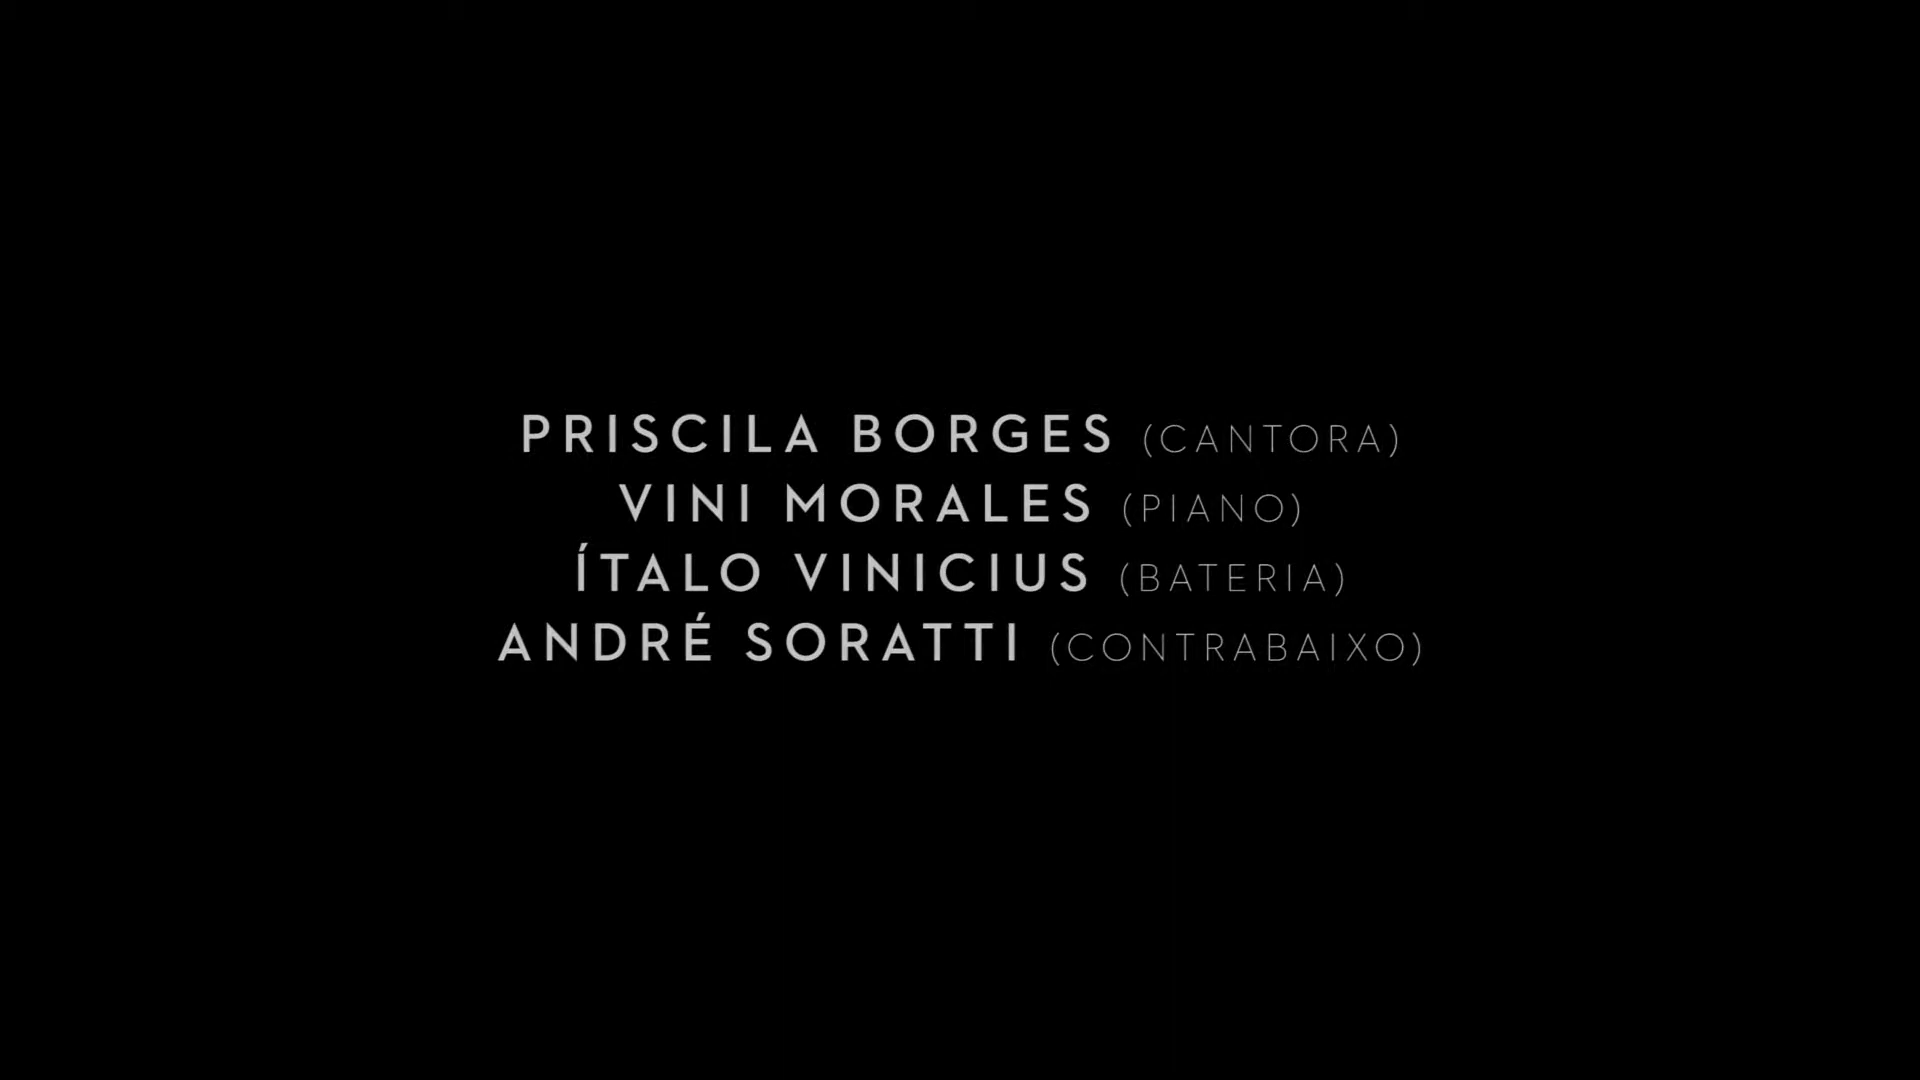 PRISCILA BORGES (CANTORA)
VINI MORALES (PIANO)
ÍTALO VINICIUS (BATERIA)
ANDRÉ SORATTI (CONTRABAIXO)